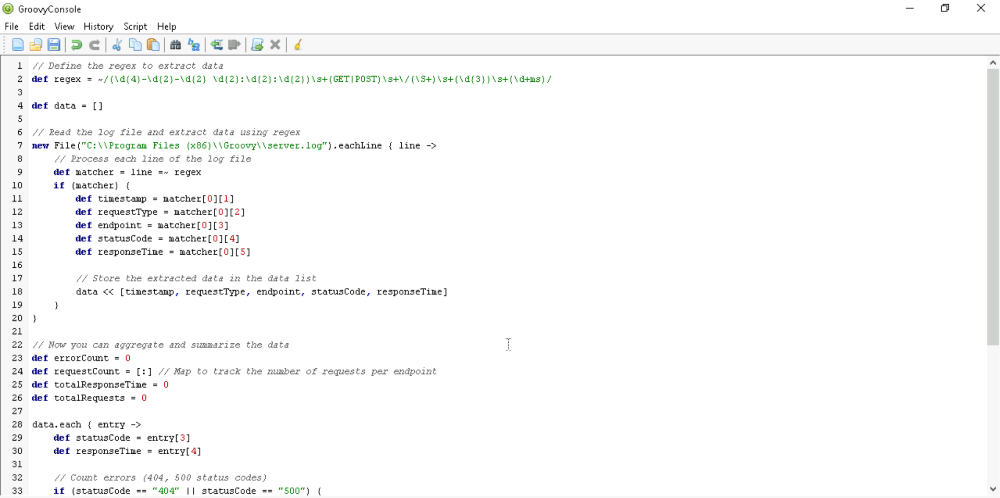 GroovyConsole
File Edit View History Script Help
1 // Define the regex to extract data
2 def regex = ~/(\d{4}-\d{2}-\d{2} \d{2}:\d{2}:\d{2})\s+(GET|POST)\s+\/(\S+)\s+(\d{3})\s+(\d+ms)/
3
4 def data = []
5
6 // Read the log file and extract data using regex
7 new File("C:\\Program Files (x86)\\Groovy\\server.log").eachLine { line ->
8     // Process each line of the log file
9     def matcher = line =~ regex
10     if (matcher) {
11         def timestamp = matcher[0][1]
12         def requestType = matcher[0][2]
13         def endpoint = matcher[0][3]
14         def statusCode = matcher[0][4]
15         def responseTime = matcher[0][5]
16
17         // Store the extracted data in the data list
18         data << [timestamp, requestType, endpoint, statusCode, responseTime]
19     }
20 }
21
22 // Now you can aggregate and summarize the data
23 def errorCount = 0
24 def requestCount = [:] // Map to track the number of requests per endpoint
25 def totalResponseTime = 0
26 def totalRequests = 0
27
28 data.each { entry ->
29     def statusCode = entry[3]
30     def responseTime = entry[4]
31
32     // Count errors (404, 500 status codes)
33     if (statusCode == "404" || statusCode == "500") {